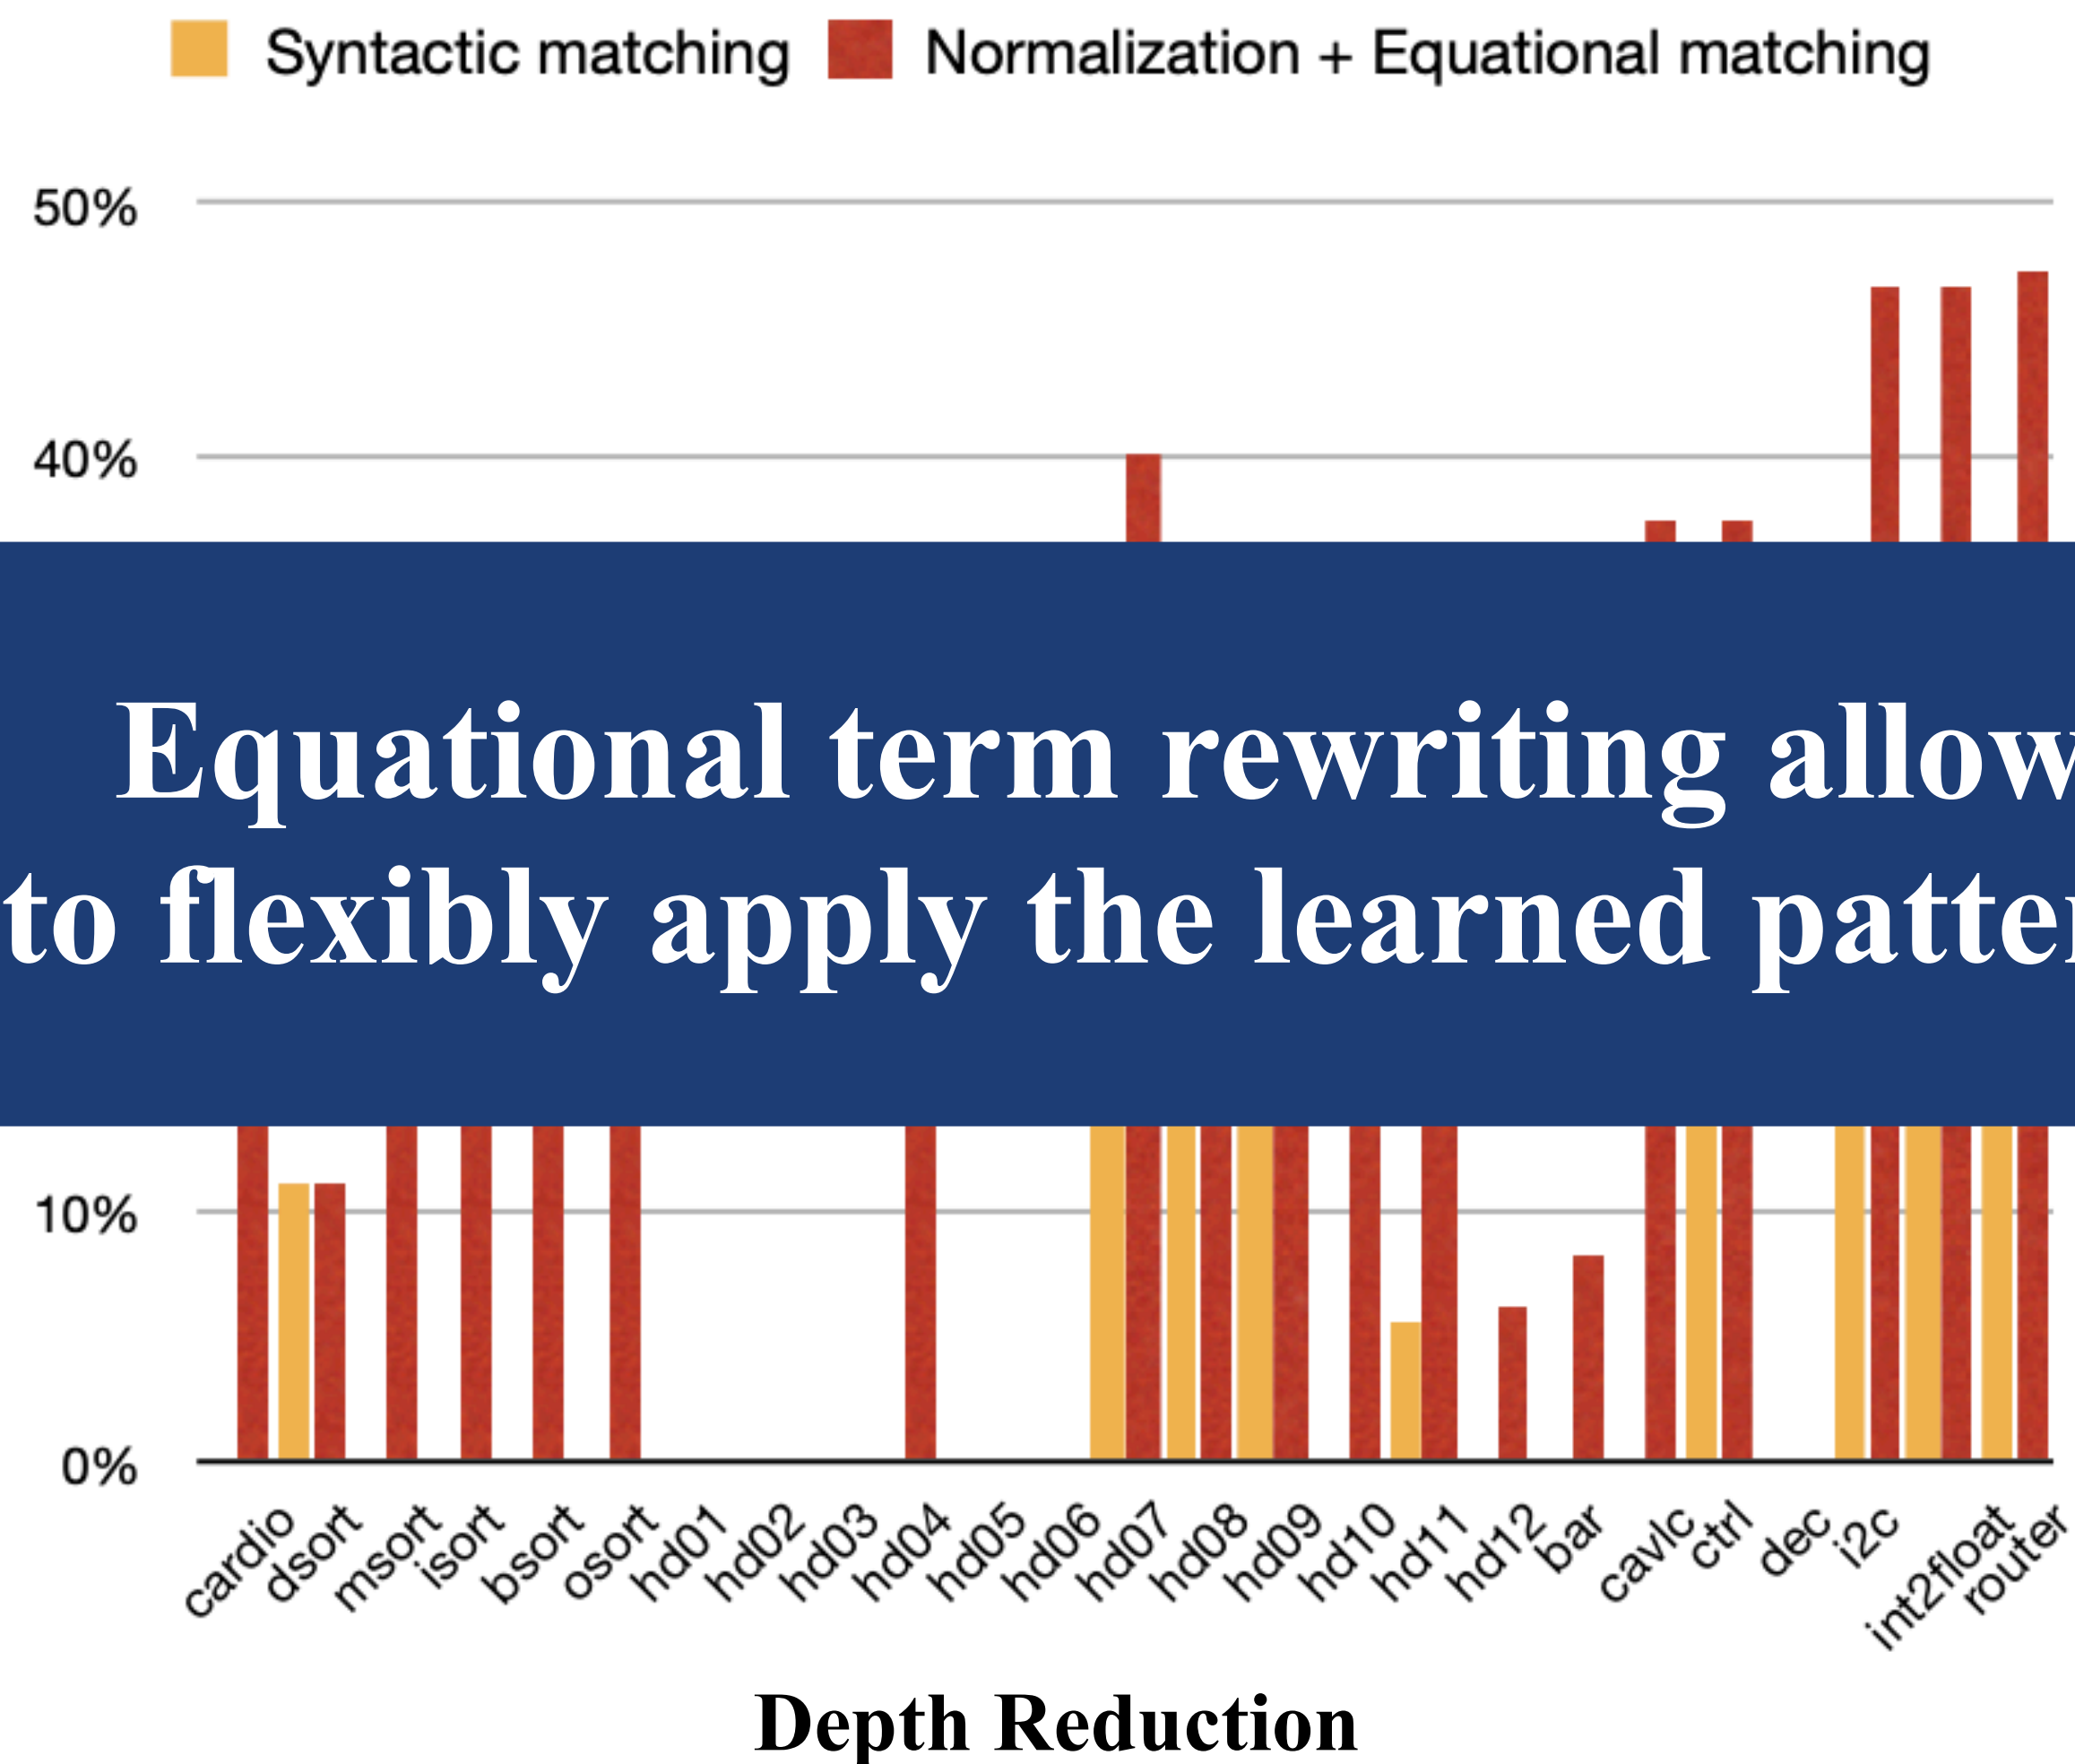 Syntactic matching Normalization + Equational matching
50%
40%
Equational term rewriting allow
to flexibly apply the learned patter
10%
0%
cardio dsort msort isort bsort osort hd01 hd02 hd03 hd04 hd05 hd06 hd07 hd08 hd09 hd10 hd11 hd12 bar cavlc ctrl dec i2c int2float router
Depth Reduction